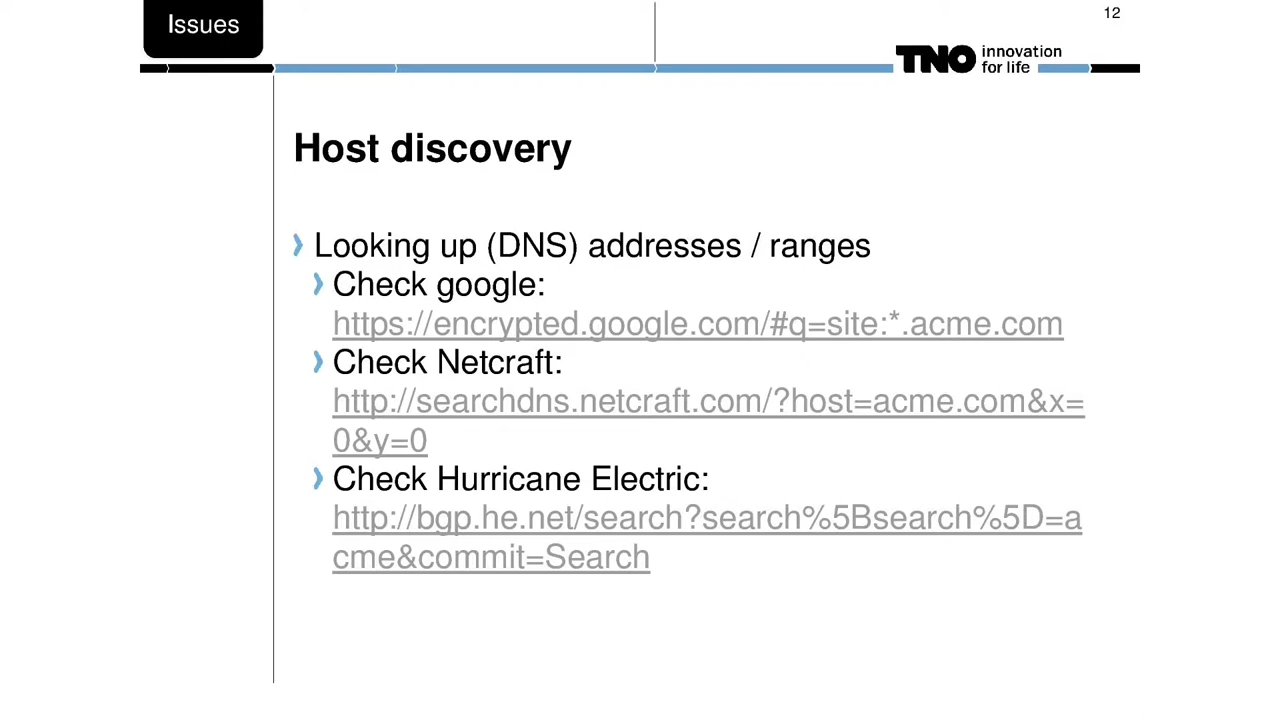 Issues
12
TNO innovation
for life
Host discovery
Looking up (DNS) addresses / ranges
Check google:
https://encrypted.google.com/#q=site:*.acme.com
Check Netcraft:
http://searchdns.netcraft.com/?host=acme.com&x=
0&y=0
Check Hurricane Electric:
http://bgp.he.net/search?search%5Bsearch%5D=a
cme&commit=Search